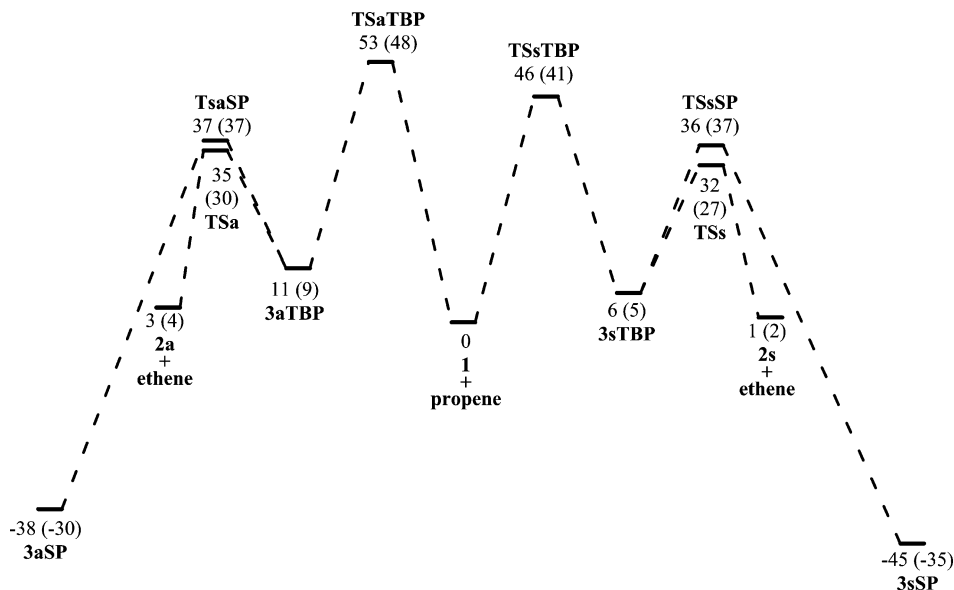 TSaTBP
53 (48)
TSsTBP
46 (41)
TsaSP
37 (37)
TSsSP
36 (37)
35
(30)
TSa
32
(27)
TSs
11 (9)
3aTBP
6 (5)
3sTBP
3 (4)
2a
+
ethene
0
1
+
propene
1 (2)
2s
+
ethene
-38 (-30)
3aSP
-45 (-35)
3sSP